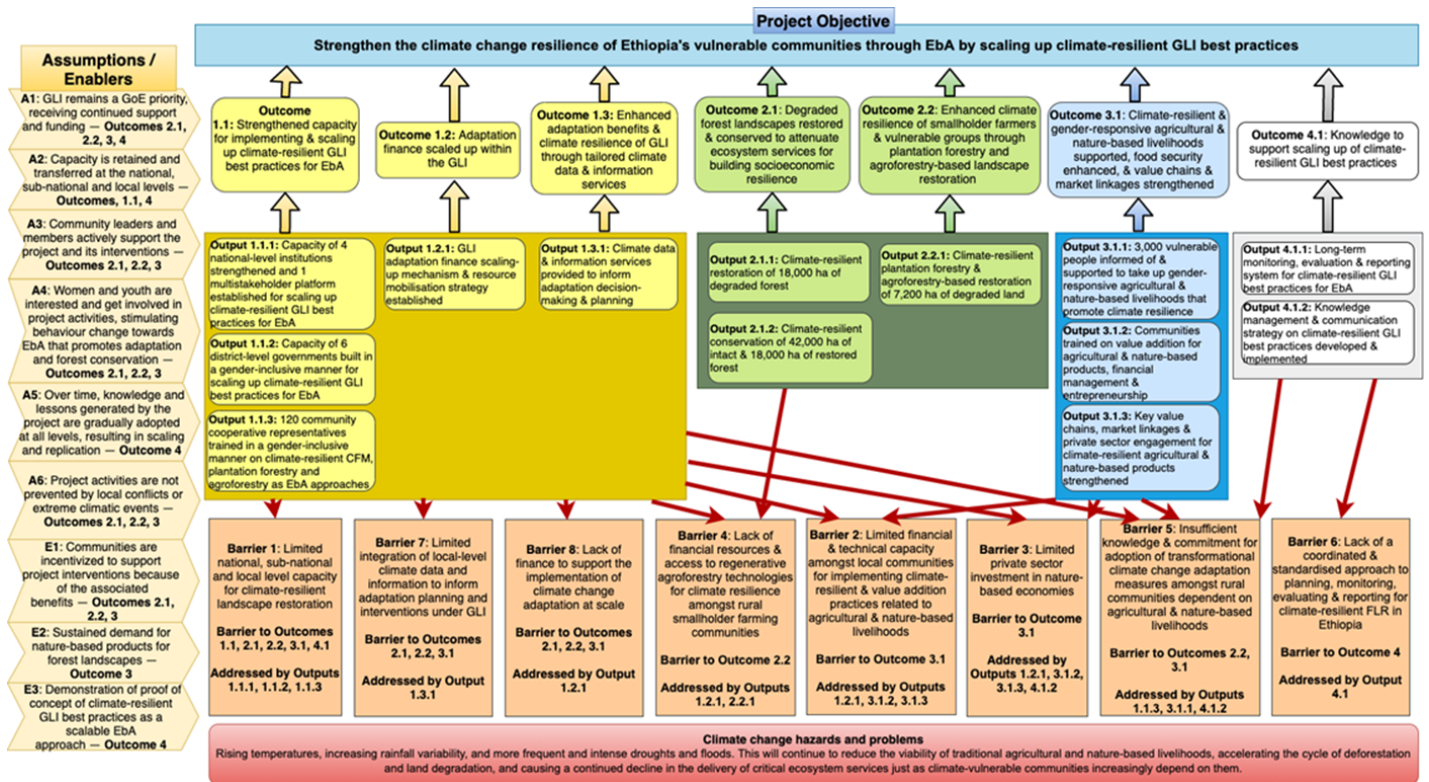 Project Objective
Strengthen the climate change resilience of Ethiopia's vulnerable communities through EbA by scaling up climate-resilient GLI best practices
Assumptions /
Enablers
A1: GLI remains a GoE priority,
receiving continued support
and funding — Outcomes 2.1,
2.2, 3, 4
A2: Capacity is retained and
transferred at the national,
sub-national and local levels —
Outcomes, 1.1, 4
A3: Community leaders and
members actively support the
project and its interventions —
Outcomes 2.1, 2.2, 3
A4: Women and youth are
interested and get involved in
project activities, stimulating
behaviour change towards
EbA that promotes adaptation
and forest conservation —
Outcomes 2.1, 2.2, 3
A5: Over time, knowledge and
lessons generated by the
project are gradually adopted
at all levels, resulting in scaling
and replication — Outcome 4
A6: Project activities are not
prevented by local conflicts or
extreme climatic events —
Outcomes 2.1, 2.2, 3
E1: Communities are
incentivized to support
project interventions because
of the associated
benefits — Outcomes 2.1,
2.2, 3
E2: Sustained demand for
nature-based products for
forest landscapes —
Outcome 3
E3: Demonstration of proof of
concept of climate-resilient
GLI best practices as a
scalable EbA
approach — Outcome 4
Outcome
1.1: Strengthened capacity
for implementing & scaling
up climate-resilient GLI
best practices for EbA
Outcome 1.2: Adaptation
finance scaled up within
the GLI
Outcome 1.3: Enhanced
adaptation benefits &
climate resilience of GLI
through tailored climate
data & information
services
Outcome 2.1: Degraded
forest landscapes restored
& conserved to attenuate
ecosystem services for
building socioeconomic
resilience
Outcome 2.2: Enhanced climate
resilience of smallholder farmers
& vulnerable groups through
plantation forestry and
agroforestry-based landscape
restoration
Outcome 3.1: Climate-resilient &
gender-responsive agricultural &
nature-based livelihoods
supported, food security
enhanced, & value chains &
market linkages strengthened
Outcome 4.1: Knowledge to
support scaling up of climate-
resilient GLI best practices
Output 1.1.1: Capacity of 4
national-level institutions
strengthened and 1
multistakeholder platform
established for scaling up
climate-resilient GLI best
practices for EbA
Output 1.1.2: Capacity of 6
district-level governments built in
a gender-inclusive manner for
scaling up climate-resilient GLI
best practices for EbA
Output 1.1.3: 120 community
cooperative representatives
trained in a gender-inclusive
manner on climate-resilient CFM,
plantation forestry and
agroforestry as EbA approaches
Output 1.2.1: GLI
adaptation finance scaling-
up mechanism & resource
mobilisation strategy
established
Output 1.3.1: Climate data
& information services
provided to inform
adaptation decision-
making & planning
Output 2.1.1: Climate-resilient
restoration of 18,000 ha of
degraded forest
Output 2.1.2: Climate-resilient
conservation of 42,000 ha of
intact & 18,000 ha of restored
forest
Output 2.2.1: Climate-resilient
plantation forestry &
agroforestry-based restoration
of 7,200 ha of degraded land
Output 3.1.1: 3,000 vulnerable
people informed of &
supported to take up gender-
responsive agricultural &
nature-based livelihoods that
promote climate resilience
Output 3.1.2: Communities
trained on value addition for
agricultural & nature-based
products, financial
management &
entrepreneurship
Output 3.1.3: Key value
chains, market linkages &
private sector engagement for
climate-resilient agricultural &
nature-based products
strengthened
Output 4.1.1: Long-term
monitoring, evaluation & reporting
system for climate-resilient GLI
best practices for EbA
Output 4.1.2: Knowledge
management & communication
strategy on climate-resilient GLI
best practices developed &
implemented
Barrier 1: Limited
national, sub-national
and local level capacity
for climate-resilient
landscape restoration
Barrier to Outcomes
1.1, 2.1, 2.2, 3.1, 4.1
Addressed by Outputs
1.1.1, 1.1.2, 1.1.3
Barrier 7: Limited
integration of local-level
climate data and
information to inform
adaptation planning and
interventions under GLI
Barrier to Outcomes
2.1, 2.2, 3.1
Addressed by Output
1.3.1
Barrier 8: Lack of
finance to support the
implementation of
climate change
adaptation at scale
Barrier to Outcomes
2.1, 2.2, 3.1
Addressed by Output
1.2.1
Barrier 4: Lack of
financial resources &
access to regenerative
agroforestry technologies
for climate resilience
amongst rural
smallholder farming
communities
Barrier to Outcome 2.2
Addressed by Outputs
1.2.1, 2.2.1
Barrier 2: Limited financial
& technical capacity
amongst local communities
for implementing climate-
resilient & value addition
practices related to
agricultural & nature-based
livelihoods
Barrier to Outcome 3.1
Addressed by Outputs
1.2.1, 3.1.2, 3.1.3
Barrier 3: Limited
private sector
investment in nature-
based economies
Barrier to Outcome
3.1
Addressed by
Outputs 1.2.1, 3.1.2,
3.1.3, 4.1.2
Barrier 5: Insufficient
knowledge & commitment for
adoption of transformational
climate change adaptation
measures amongst rural
communities dependent on
agricultural & nature-based
livelihoods
Barrier to Outcomes 2.2,
3.1
Addressed by Outputs
1.1.3, 3.1.1, 4.1.2
Barrier 6: Lack of a
coordinated &
standardised approach to
planning, monitoring,
evaluating & reporting for
climate-resilient FLR in
Ethiopia
Barrier to Outcome 4
Addressed by Output
4.1
Climate change hazards and problems
Rising temperatures, increasing rainfall variability, and more frequent and intense droughts and floods. This will continue to reduce the viability of traditional agricultural and nature-based livelihoods, accelerating the cycle of deforestation
and land degradation, and causing a continued decline in the delivery of critical ecosystem services just as climate-vulnerable communities increasingly depend on them.